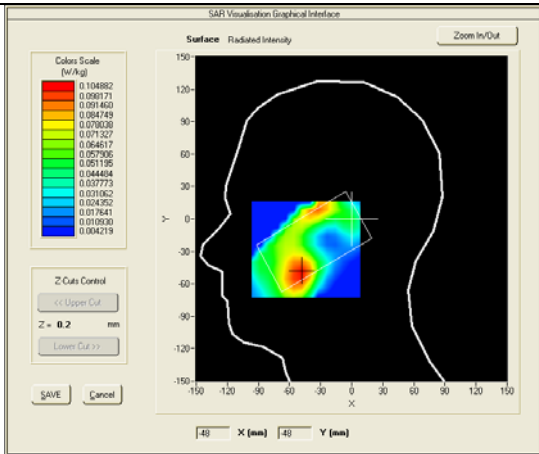 SAR Visualisation Graphical Interface
Surface Radiated Intensity
Zoom In/Out
Colors Scale
(W/kg)
0.104882
0.098171
0.091460
0.084749
0.078038
0.071327
0.064617
0.057906
0.051195
0.044484
0.037773
0.031062
0.024352
0.017641
0.010930
0.004219
Z-Cuts Control
<< Upper Cut
Z = 0.2 mm
Lower Cut >>
SAVE Cancel
150
120
90
60
30
0
-30
-60
-90
-120
-150
Y
-150 -120 -90 -60 -30 0 30 60 90 120 150
X
-48 X (mm) -48 Y (mm)